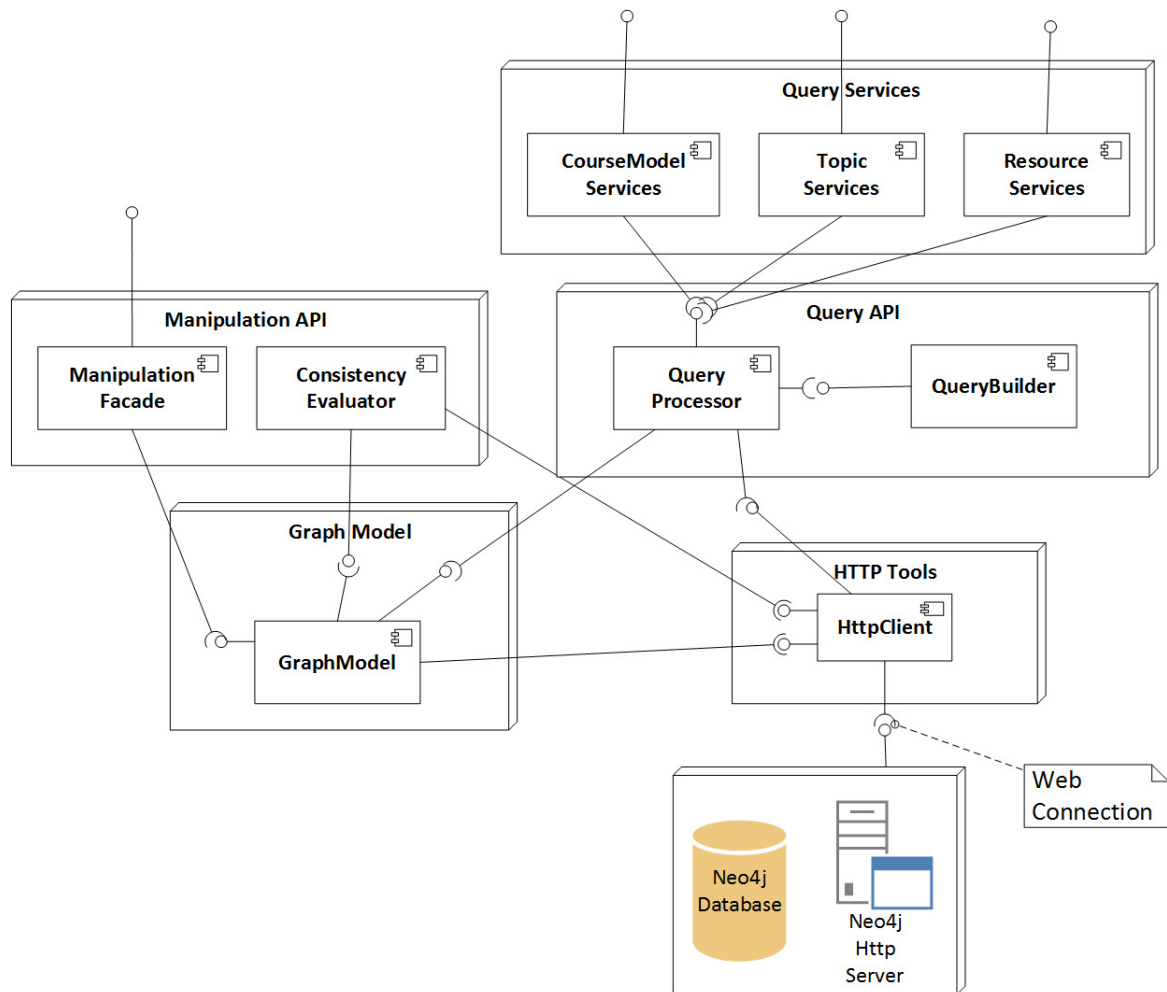 Query Services
CourseModel
Services
Topic
Services
Resource
Services
Manipulation API
Manipulation
Facade
Consistency
Evaluator
Query API
Query
Processor
QueryBuilder
Graph Model
GraphModel
HTTP Tools
HttpClient
Web
Connection
Neo4j
Database
Neo4j
Http
Server